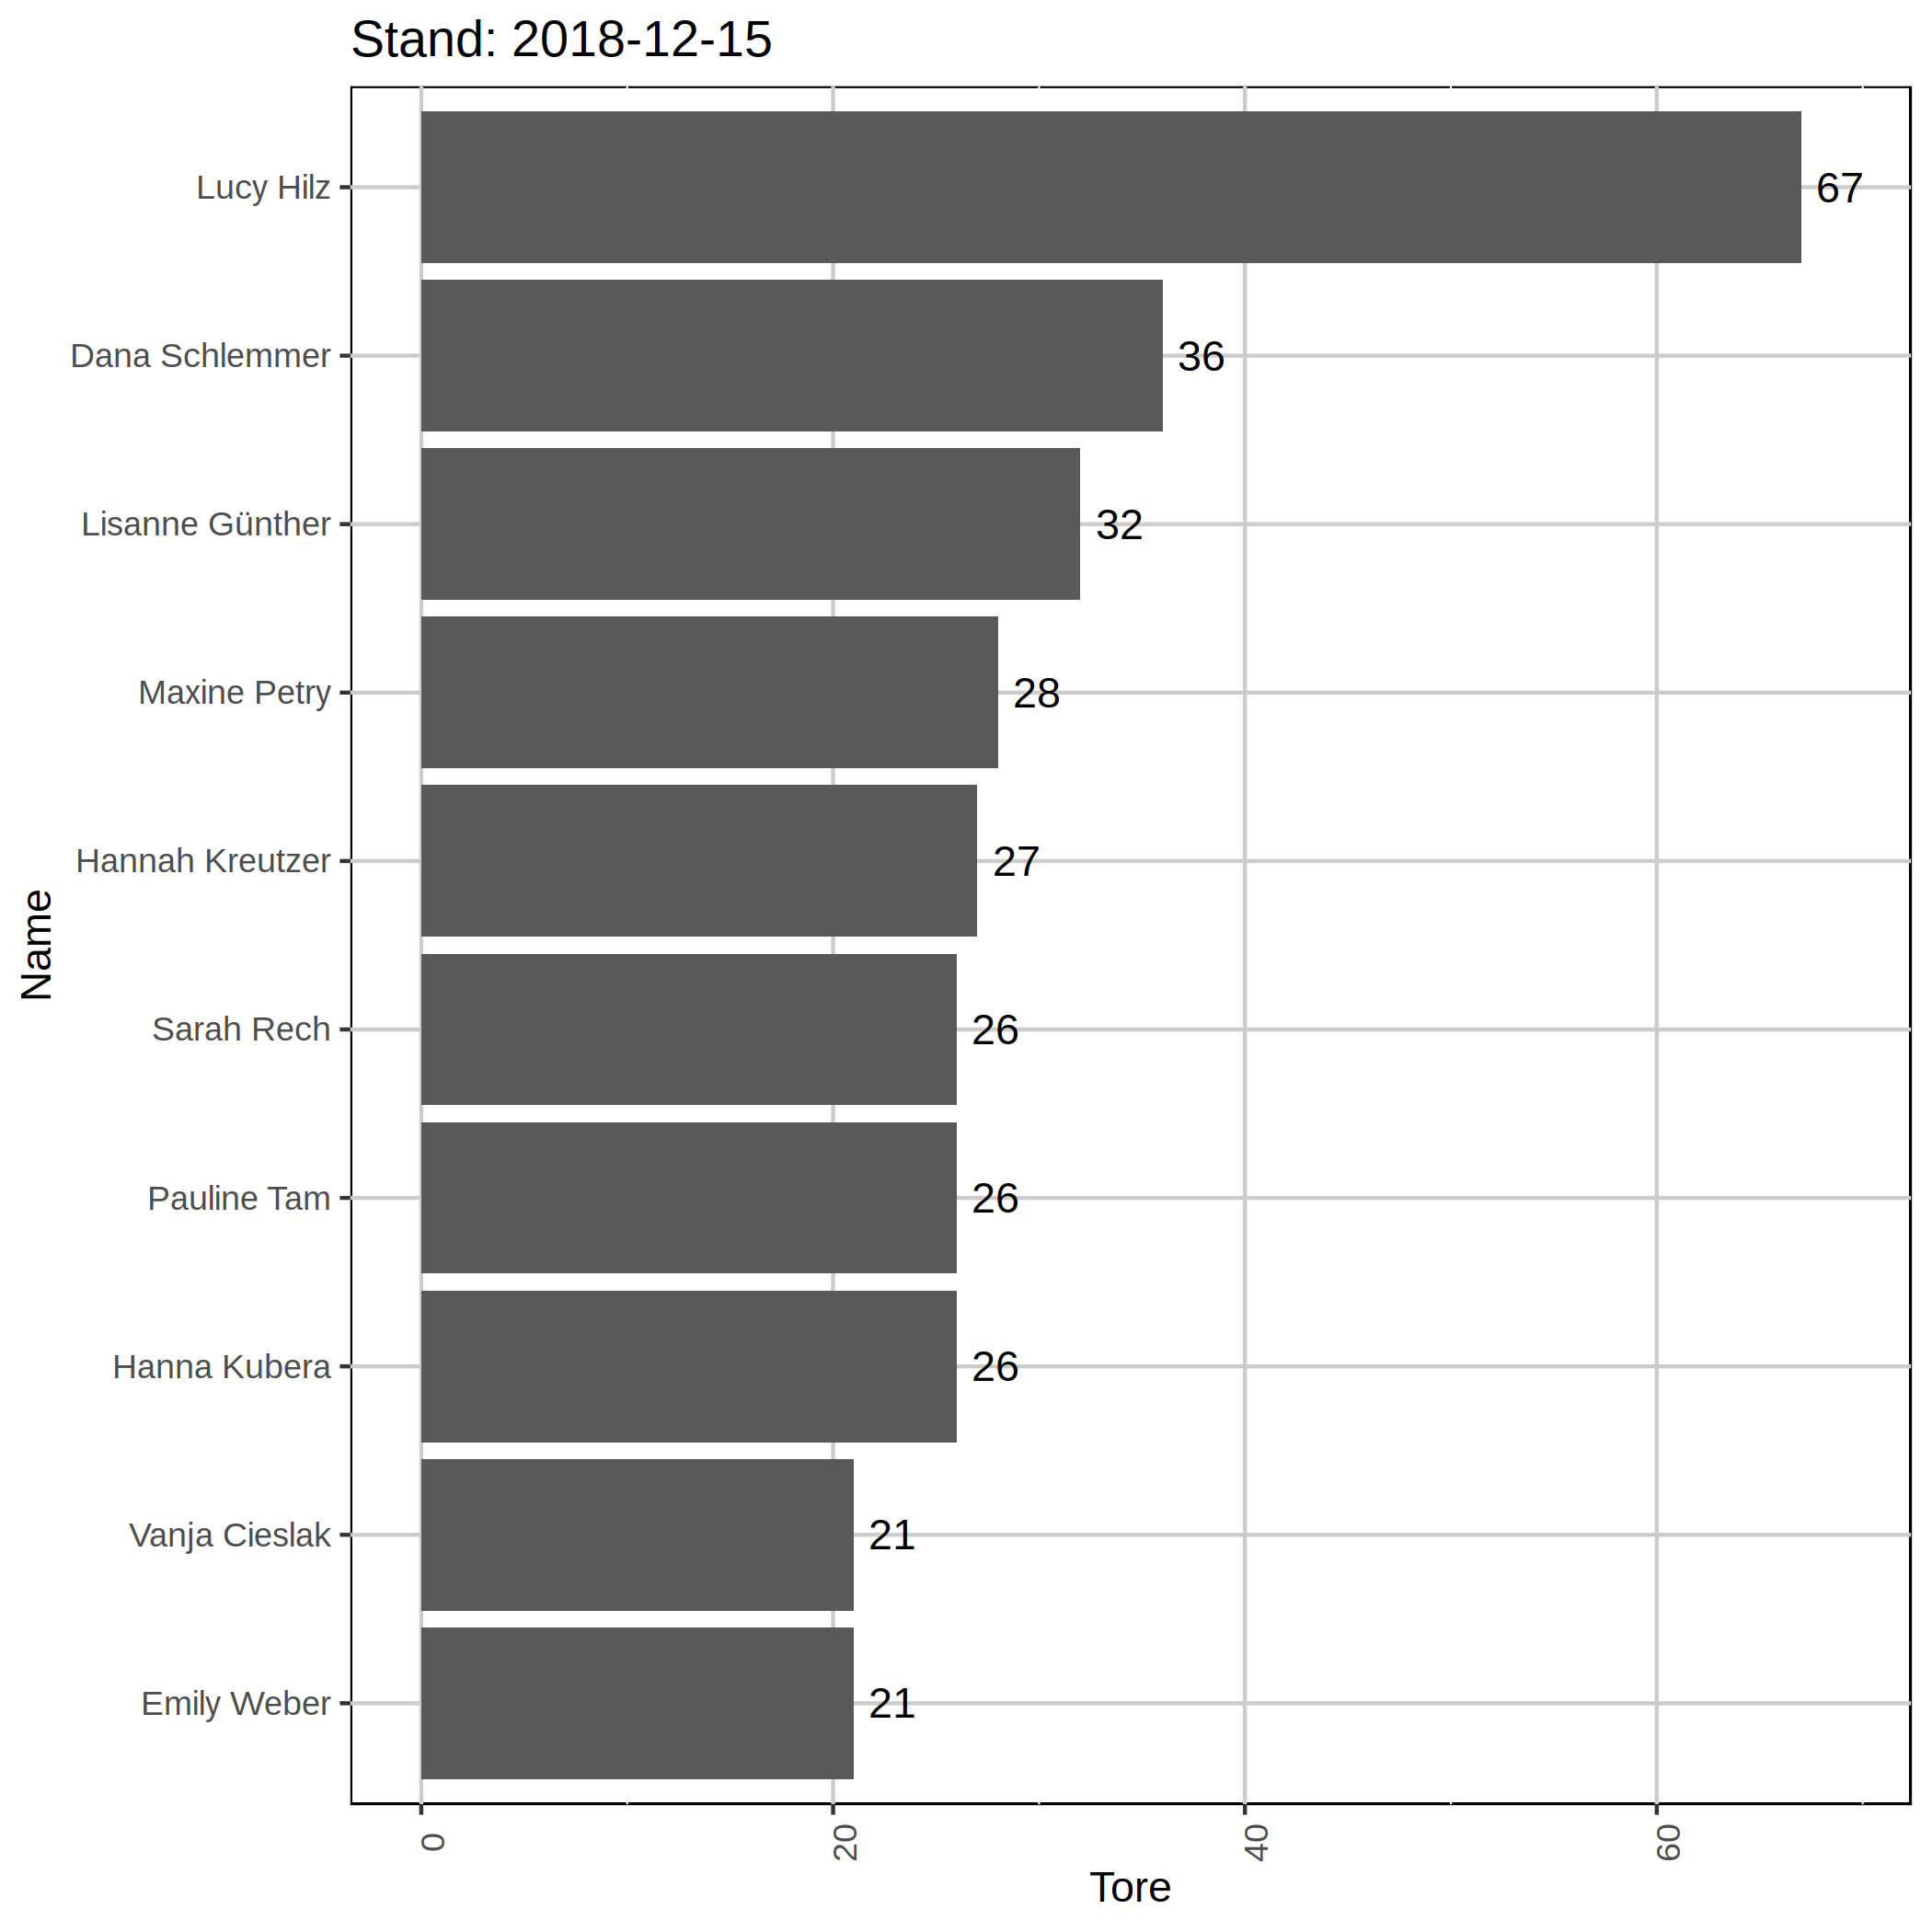 Stand: 2018-12-15
Lucy Hilz 67
Dana Schlemmer 36
Lisanne Günther 32
Maxine Petry 28
Hannah Kreutzer 27
Sarah Rech 26
Pauline Tam 26
Hanna Kubera 26
Vanja Cieslak 21
Emily Weber 21
Name
0 20 40 60
Tore